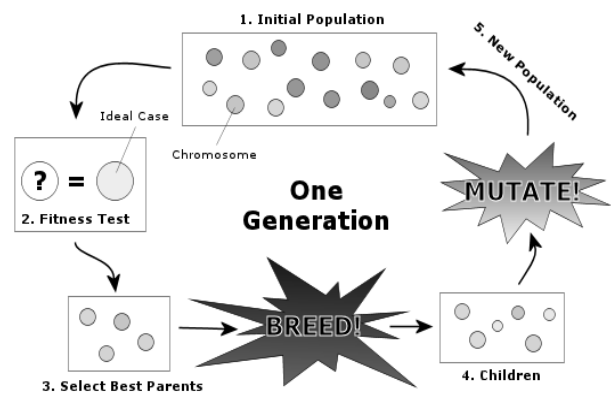 1. Initial Population
5. New Population
Ideal Case
Chromosome
? =
2. Fitness Test
One
Generation
MUTATE!
BREED!
3. Select Best Parents
4. Children